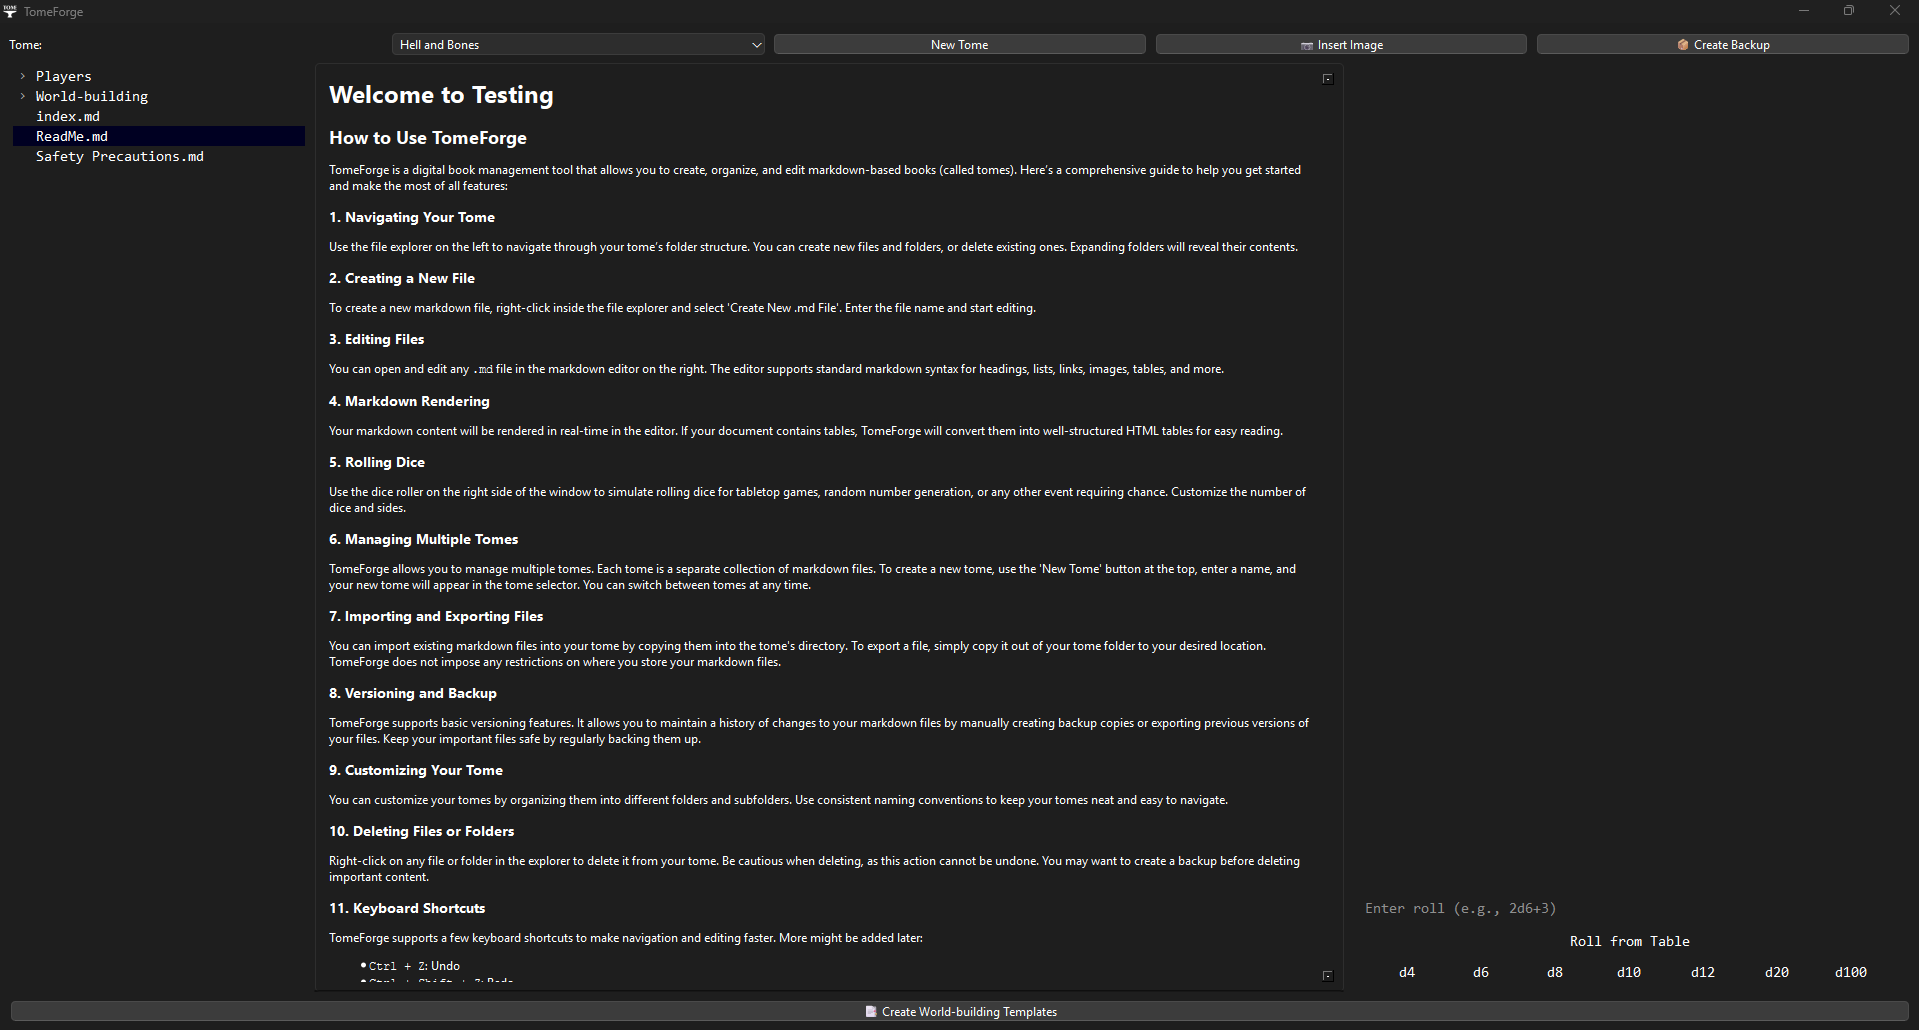 TOME
TomeForge
Tome:
Hell and Bones
New Tome
Insert Image
Create Backup
Players
World-building
index.md
ReadMe.md
Safety Precautions.md
Welcome to Testing
How to Use TomeForge
TomeForge is a digital book management tool that allows you to create, organize, and edit markdown-based books (called tomes). Here's a comprehensive guide to help you get started
and make the most of all features:
1. Navigating Your Tome
Use the file explorer on the left to navigate through your tome's folder structure. You can create new files and folders, or delete existing ones. Expanding folders will reveal their contents.
2. Creating a New File
To create a new markdown file, right-click inside the file explorer and select 'Create New .md File'. Enter the file name and start editing.
3. Editing Files
You can open and edit any .md file in the markdown editor on the right. The editor supports standard markdown syntax for headings, lists, links, images, tables, and more.
4. Markdown Rendering
Your markdown content will be rendered in real-time in the editor. If your document contains tables, TomeForge will convert them into well-structured HTML tables for easy reading.
5. Rolling Dice
Use the dice roller on the right side of the window to simulate rolling dice for tabletop games, random number generation, or any other event requiring chance. Customize the number of
dice and sides.
6. Managing Multiple Tomes
TomeForge allows you to manage multiple tomes. Each tome is a separate collection of markdown files. To create a new tome, use the 'New Tome' button at the top, enter a name, and
your new tome will appear in the tome selector. You can switch between tomes at any time.
7. Importing and Exporting Files
You can import existing markdown files into your tome by copying them into the tome's directory. To export a file, simply copy it out of your tome folder to your desired location.
TomeForge does not impose any restrictions on where you store your markdown files.
8. Versioning and Backup
TomeForge supports basic versioning features. It allows you to maintain a history of changes to your markdown files by manually creating backup copies or exporting previous versions of
your files. Keep your important files safe by regularly backing them up.
9. Customizing Your Tome
You can customize your tomes by organizing them into different folders and subfolders. Use consistent naming conventions to keep your tomes neat and easy to navigate.
10. Deleting Files or Folders
Right-click on any file or folder in the explorer to delete it from your tome. Be cautious when deleting, as this action cannot be undone. You may want to create a backup before deleting
important content.
11. Keyboard Shortcuts
TomeForge supports a few keyboard shortcuts to make navigation and editing faster. More might be added later:
• Ctrl + Z: Undo
• Ctrl + Shift + Z: Redo
Enter roll (e.g., 2d6+3)
Roll from Table
d4 d6 d8 d10 d12 d20 d100
Create World-building Templates